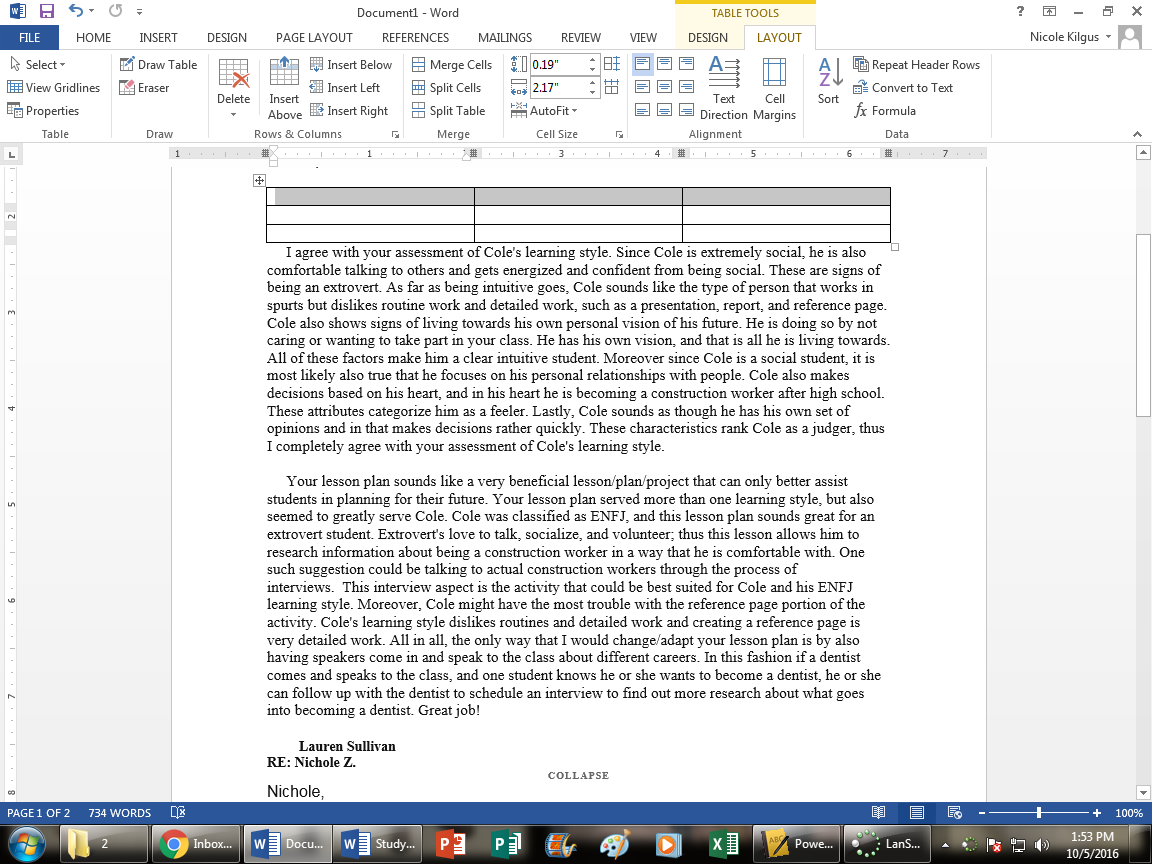 Document1 - Word
TABLE TOOLS
?
FILE HOME INSERT DESIGN PAGE LAYOUT REFERENCES MAILINGS REVIEW VIEW DESIGN LAYOUT Nicole Kilgus
Select
View Gridlines
Properties
Table
Draw Table
Eraser
Draw
Delete
Insert Above
Insert Below
Insert Left
Insert Right
Rows & Columns
Merge Cells
Split Cells
Split Table
Merge
0.19"
2.17"
AutoFit
Cell Size
Text Direction
Cell Margins
Alignment
A Z
Sort
Repeat Header Rows
Convert to Text
fx Formula
Data
L
1 1 3 4 5 6 7
2
3
4
5
6
7
8
I agree with your assessment of Cole's learning style. Since Cole is extremely social, he is also
comfortable talking to others and gets energized and confident from being social. These are signs of
being an extrovert. As far as being intuitive goes, Cole sounds like the type of person that works in
spurts but dislikes routine work and detailed work, such as a presentation, report, and reference page.
Cole also shows signs of living towards his own personal vision of his future. He is doing so by not
caring or wanting to take part in your class. He has his own vision, and that is all he is living towards.
All of these factors make him a clear intuitive student. Moreover since Cole is a social student, it is
most likely also true that he focuses on his personal relationships with people. Cole also makes
decisions based on his heart, and in his heart he is becoming a construction worker after high school.
These attributes categorize him as a feeler. Lastly, Cole sounds as though he has his own set of
opinions and in that makes decisions rather quickly. These characteristics rank Cole as a judger, thus
I completely agree with your assessment of Cole's learning style.
Your lesson plan sounds like a very beneficial lesson/plan/project that can only better assist
students in planning for their future. Your lesson plan served more than one learning style, but also
seemed to greatly serve Cole. Cole was classified as ENFJ, and this lesson plan sounds great for an
extrovert student. Extrovert's love to talk, socialize, and volunteer; thus this lesson allows him to
research information about being a construction worker in a way that he is comfortable with. One
such suggestion could be talking to actual construction workers through the process of
interviews.  This interview aspect is the activity that could be best suited for Cole and his ENFJ
learning style. Moreover, Cole might have the most trouble with the reference page portion of the
activity. Cole's learning style dislikes routines and detailed work and creating a reference page is
very detailed work. All in all, the only way that I would change/adapt your lesson plan is by also
having speakers come in and speak to the class about different careers. In this fashion if a dentist
comes and speaks to the class, and one student knows he or she wants to become a dentist, he or she
can follow up with the dentist to schedule an interview to find out more research about what goes
into becoming a dentist. Great job!
Lauren Sullivan
RE: Nichole Z.
COLLAPSE
Nichole,
PAGE 1 OF 2 734 WORDS 100%
2 Inbox... Docu... Study... Powe... LanS...
1:53 PM
10/5/2016